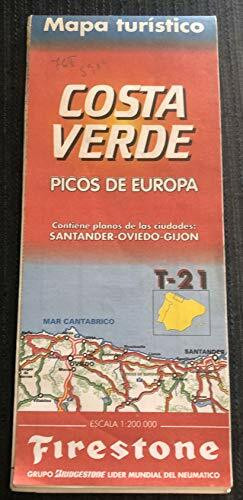 Mapa turístico
COSTA
VERDE
PICOS DE EUROPA
Contiene planos de las ciudades:
SANTANDER-OVIEDO-GIJON
T-21
MAR CANTABRICO
SANTANDER
OVIEDO
ESCALA 1:200 000
Firestone
GRUPO BRIDGESTONE LIDER MUNDIAL DEL NEUMATICO